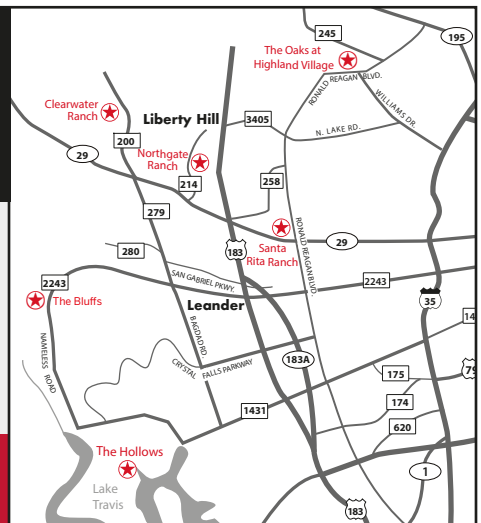 245
195
The Oaks at
Highland Village
RONALD REAGAN BLVD.
WILLIAMS DR.
Clearwater
Ranch
Liberty Hill
3405
N. LAKE RD.
200
29
Northgate
Ranch
214
258
279
RONALD REAGAN BLVD.
Santa
Rita Ranch
29
183
280
SAN GABRIEL PKWY.
2243
2243
The Bluffs
Leander
35
NAMELESS ROAD
BAGDAD RD.
CRYSTAL FALLS PARKWAY
183A
14
79
175
174
1431
620
The Hollows
Lake
Travis
1
183